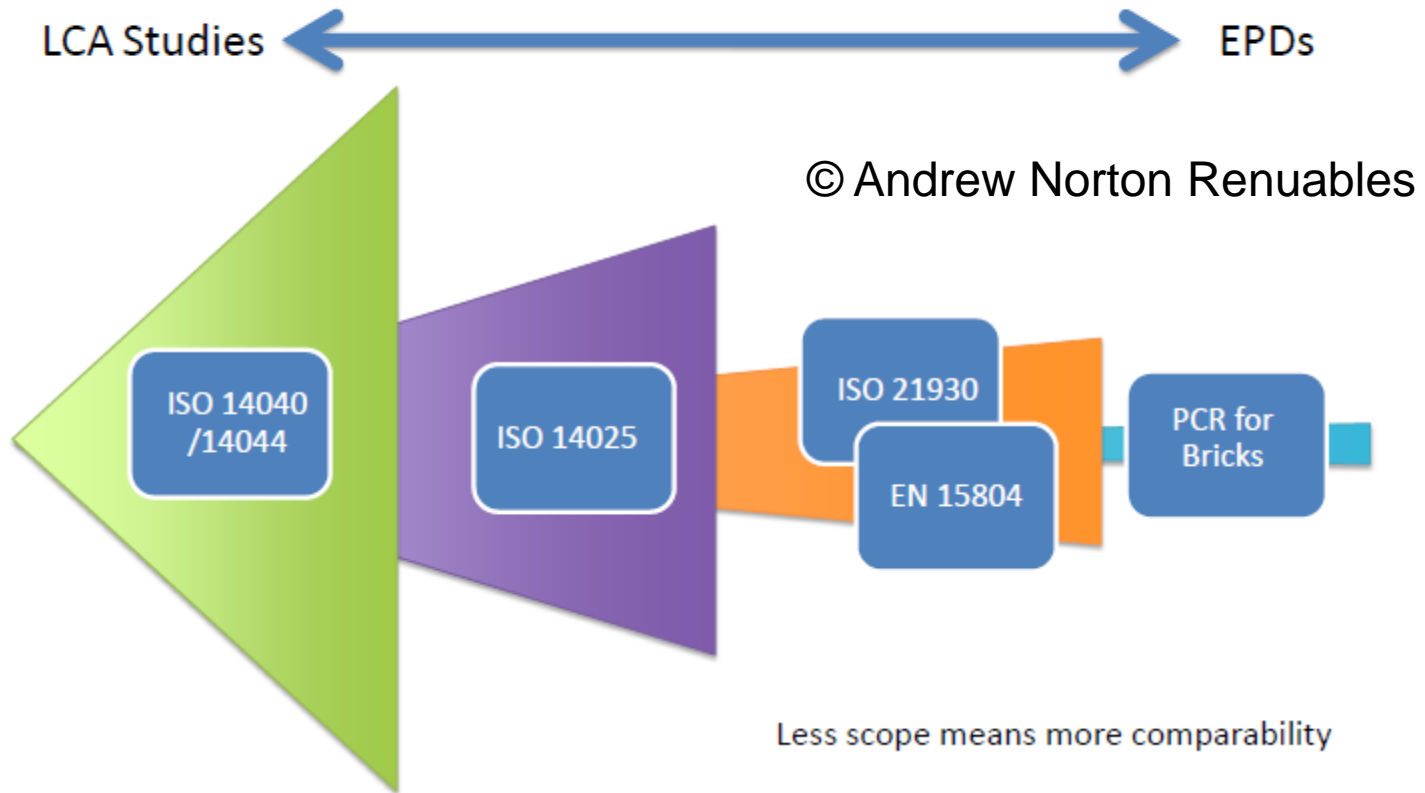 LCA Studies
EPDs
© Andrew Norton Renuables
ISO 14040
/14044
ISO 14025
ISO 21930
EN 15804
PCR for
Bricks
Less scope means more comparability